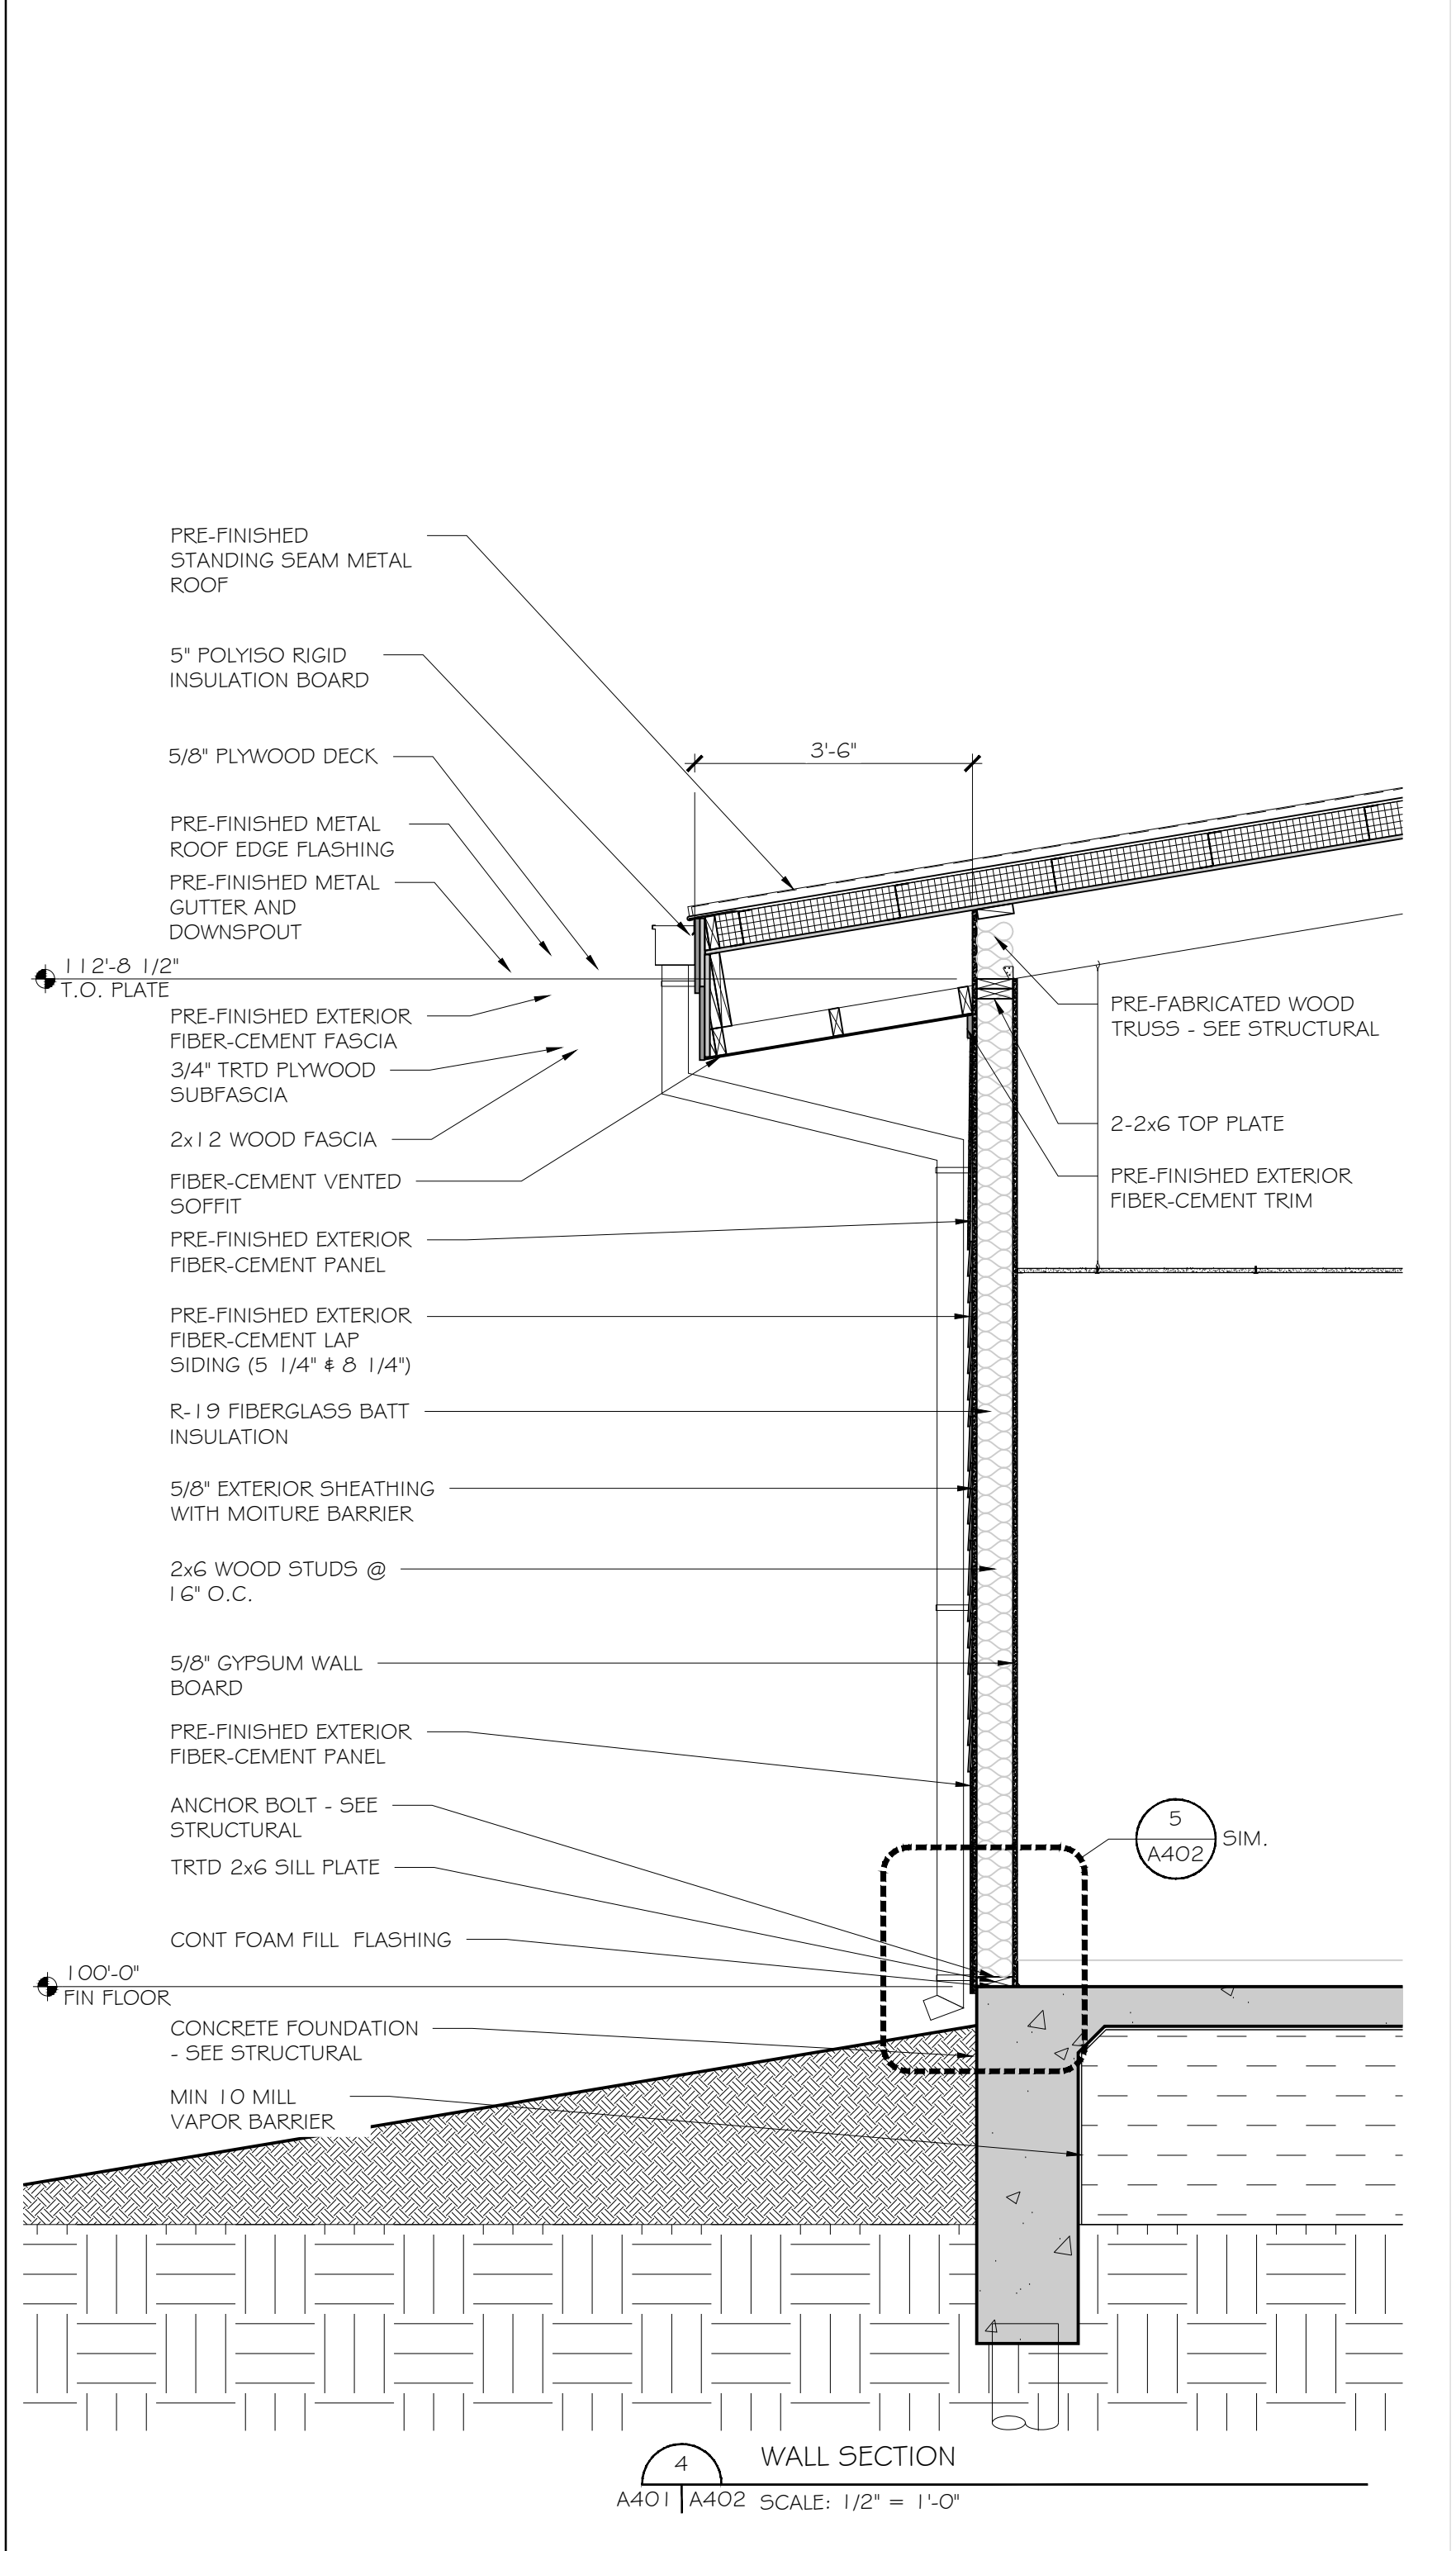 PRE-FINISHED
STANDING SEAM METAL
ROOF
5" POLYISO RIGID
INSULATION BOARD
3'-6"
5/8" PLYWOOD DECK
PRE-FINISHED METAL
ROOF EDGE FLASHING
PRE-FINISHED METAL
GUTTER AND
DOWNSPOUT
112'-8 1/2"
T.O. PLATE
PRE-FINISHED EXTERIOR
FIBER-CEMENT FASCIA
3/4" TRTD PLYWOOD
SUBFASCIA
2x12 WOOD FASCIA
FIBER-CEMENT VENTED
SOFFIT
PRE-FINISHED EXTERIOR
FIBER-CEMENT PANEL
PRE-FINISHED EXTERIOR
FIBER-CEMENT LAP
SIDING (5 1/4" & 8 1/4")
R-19 FIBERGLASS BATT
INSULATION
5/8" EXTERIOR SHEATHING
WITH MOITURE BARRIER
2x6 WOOD STUDS @
16" O.C.
5/8" GYPSUM WALL
BOARD
PRE-FINISHED EXTERIOR
FIBER-CEMENT PANEL
ANCHOR BOLT - SEE
STRUCTURAL
TRTD 2x6 SILL PLATE
CONT FOAM FILL FLASHING
100'-0"
FIN FLOOR
CONCRETE FOUNDATION
- SEE STRUCTURAL
MIN 10 MILL
VAPOR BARRIER
PRE-FABRICATED WOOD
TRUSS - SEE STRUCTURAL
2-2x6 TOP PLATE
PRE-FINISHED EXTERIOR
FIBER-CEMENT TRIM
5
A402
SIM.
4
WALL SECTION
A401 A402 SCALE: 1/2" = 1'-0"